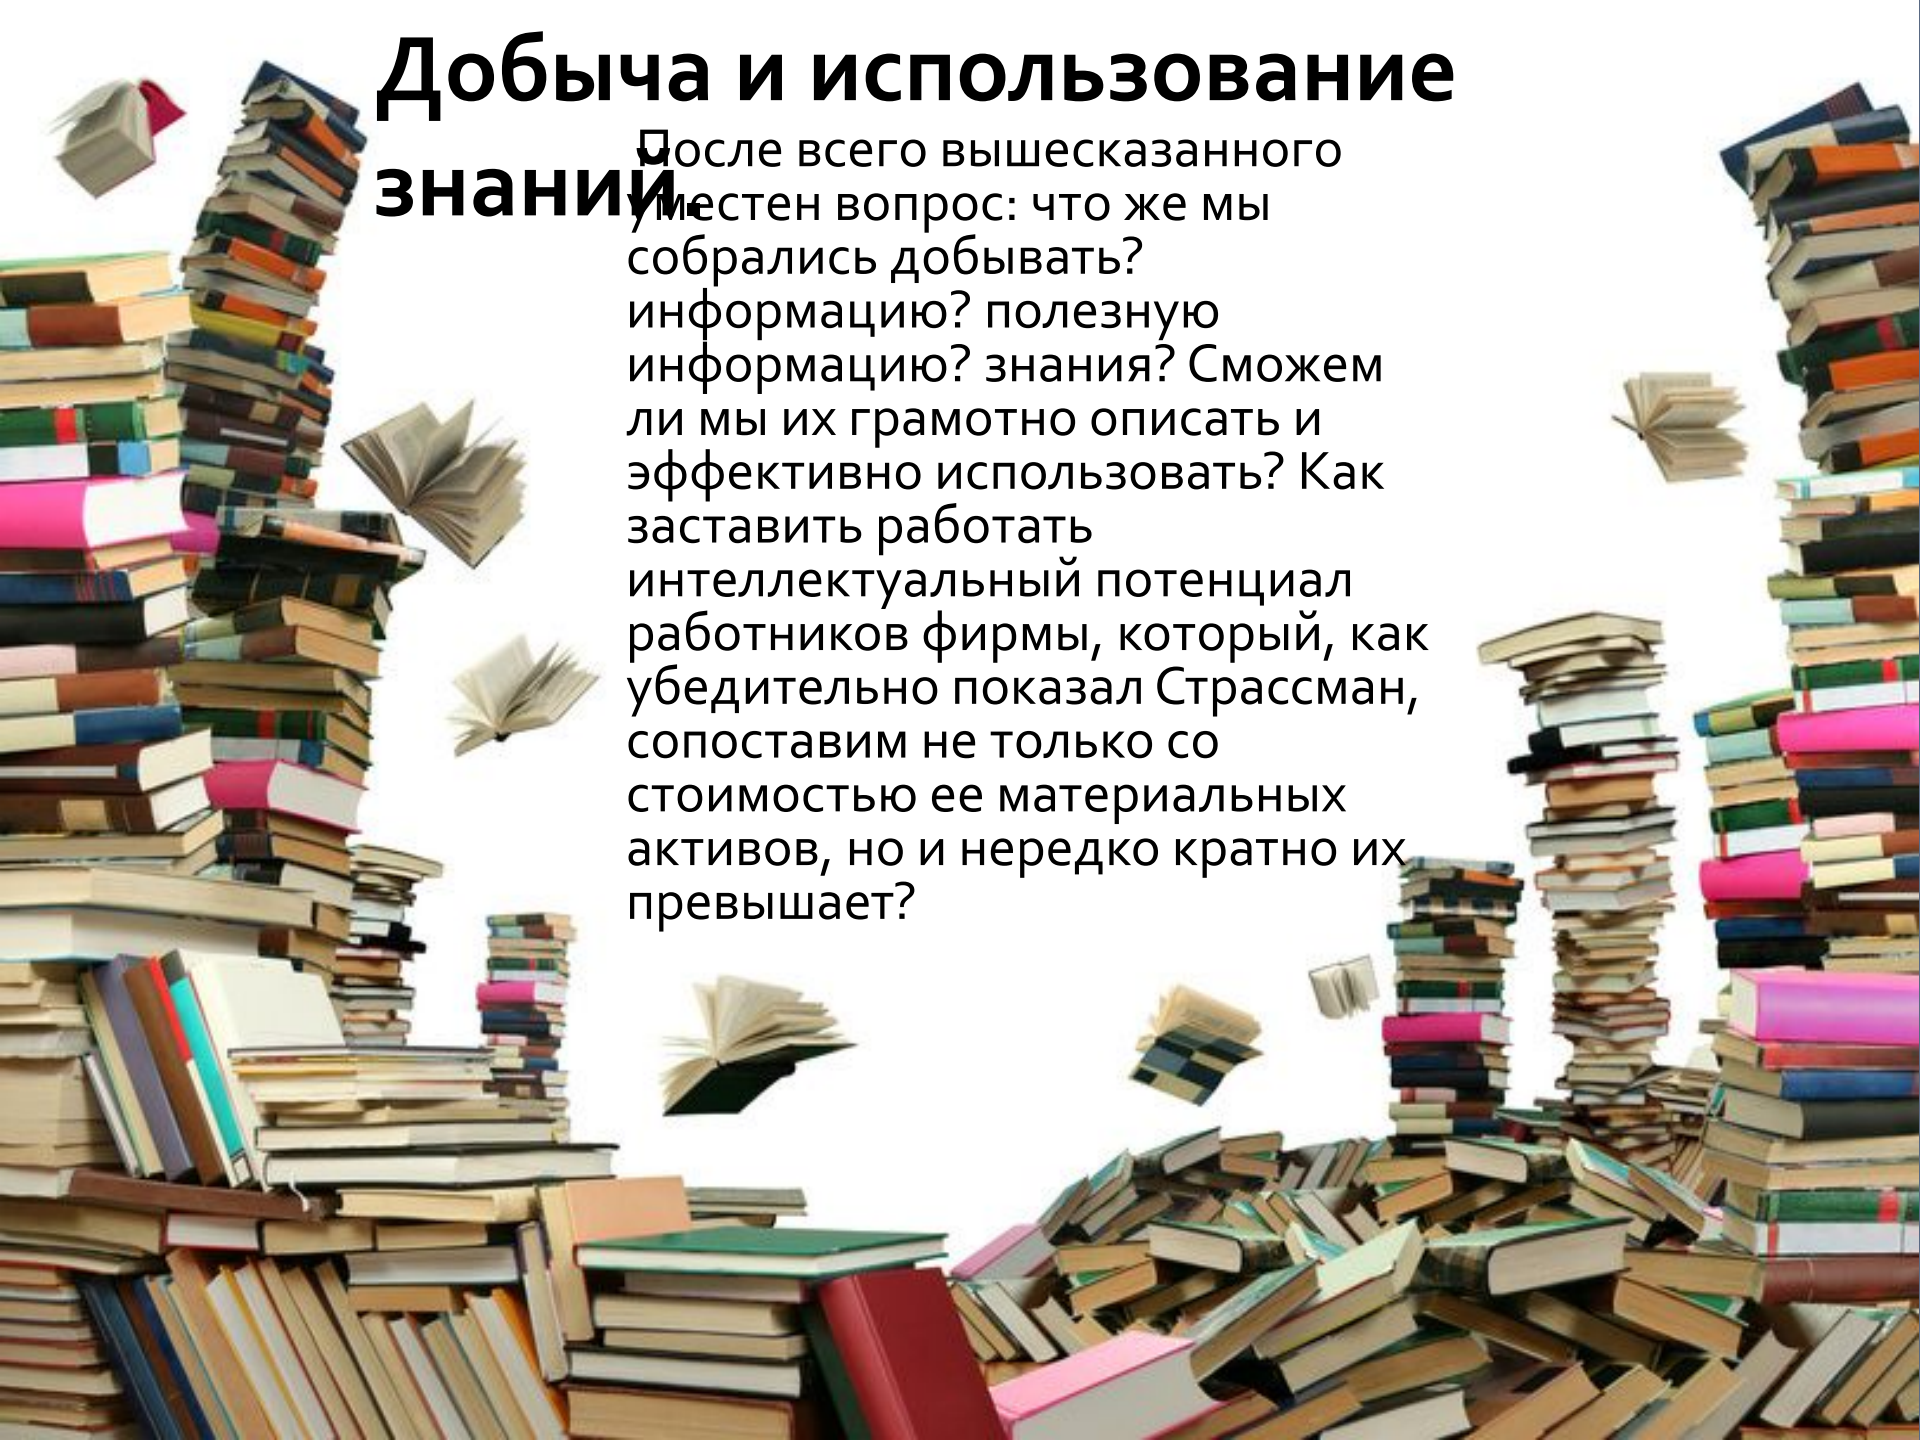 Добыча и использование
знаний.
После всего вышесказанного
уместен вопрос: что же мы
собрались добывать?
информацию? полезную
информацию? знания? Сможем
ли мы их грамотно описать и
эффективно использовать? Как
заставить работать
интеллектуальный потенциал
работников фирмы, который, как
убедительно показал Страссман,
сопоставим не только со
стоимостью ее материальных
активов, но и нередко кратно их
превышает?